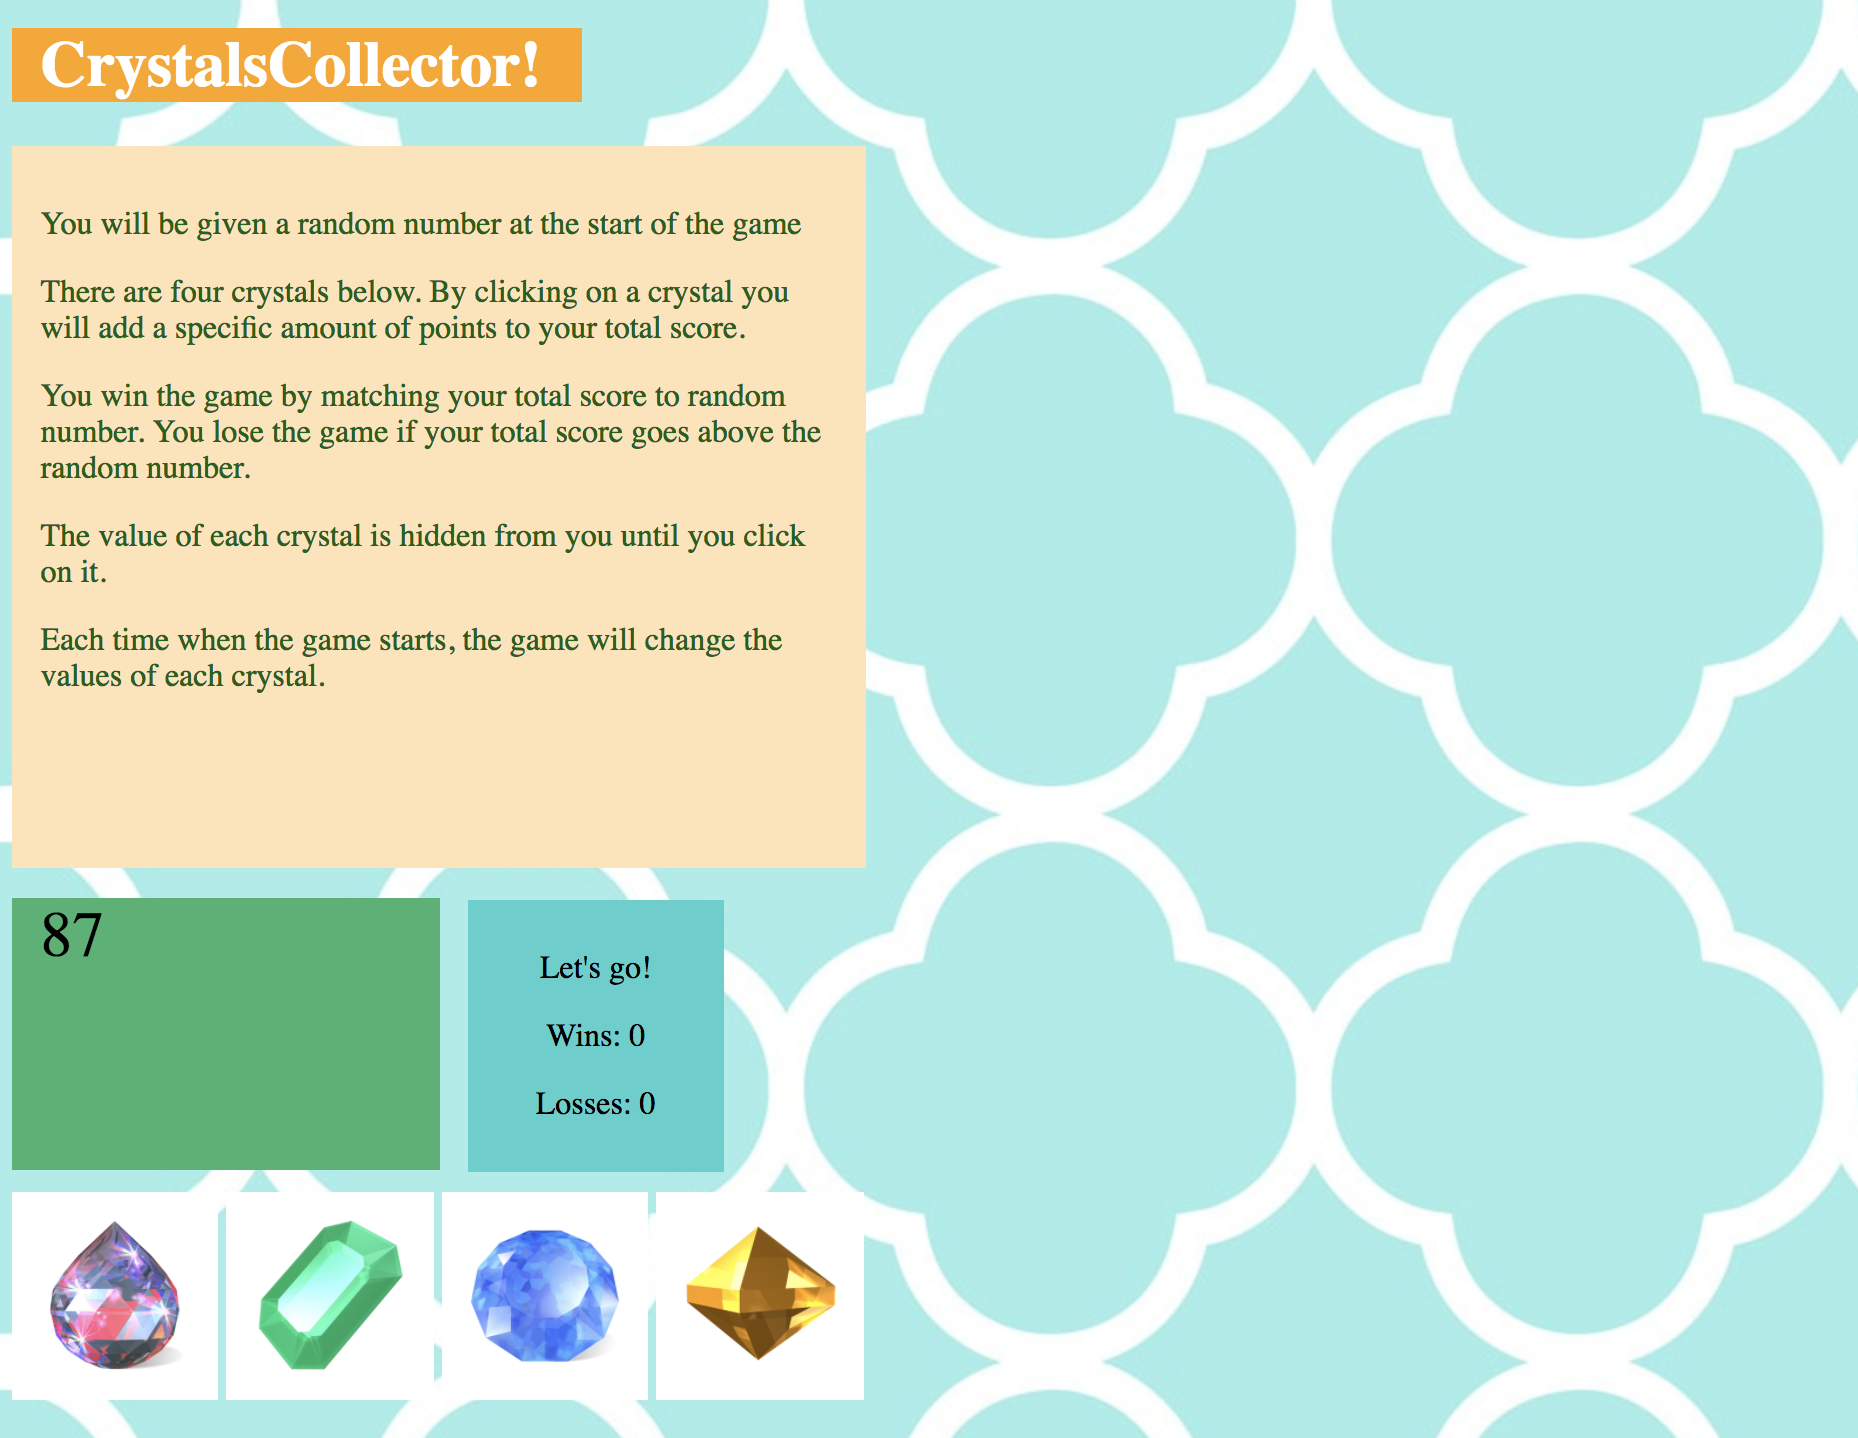 CrystalsCollector!
You will be given a random number at the start of the game
There are four crystals below. By clicking on a crystal you
will add a specific amount of points to your total score.
You win the game by matching your total score to random
number. You lose the game if your total score goes above the
random number.
The value of each crystal is hidden from you until you click
on it.
Each time when the game starts, the game will change the
values of each crystal.
87
Let's go!
Wins: 0
Losses: 0